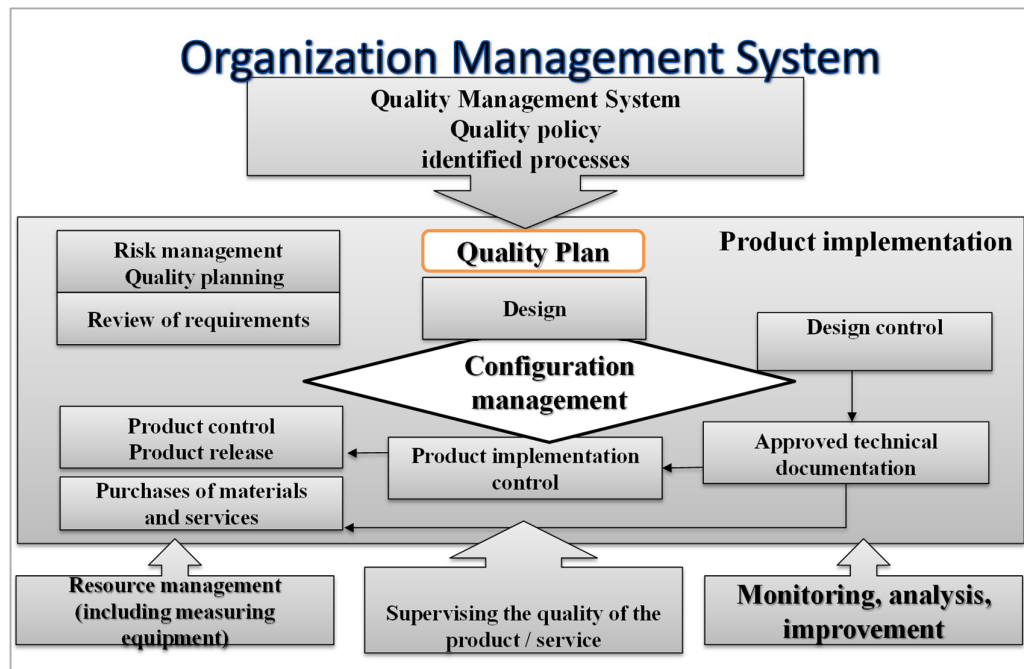 Organization Management System
Quality Management System
Quality policy
identified processes
Product implementation
Quality Plan
Risk management
Quality planning
Review of requirements
Design
Design control
Configuration
management
Product control
Product release
Product implementation
control
Approved technical
documentation
Purchases of materials
and services
Resource management
(including measuring
equipment)
Supervising the quality of the
product / service
Monitoring, analysis,
improvement